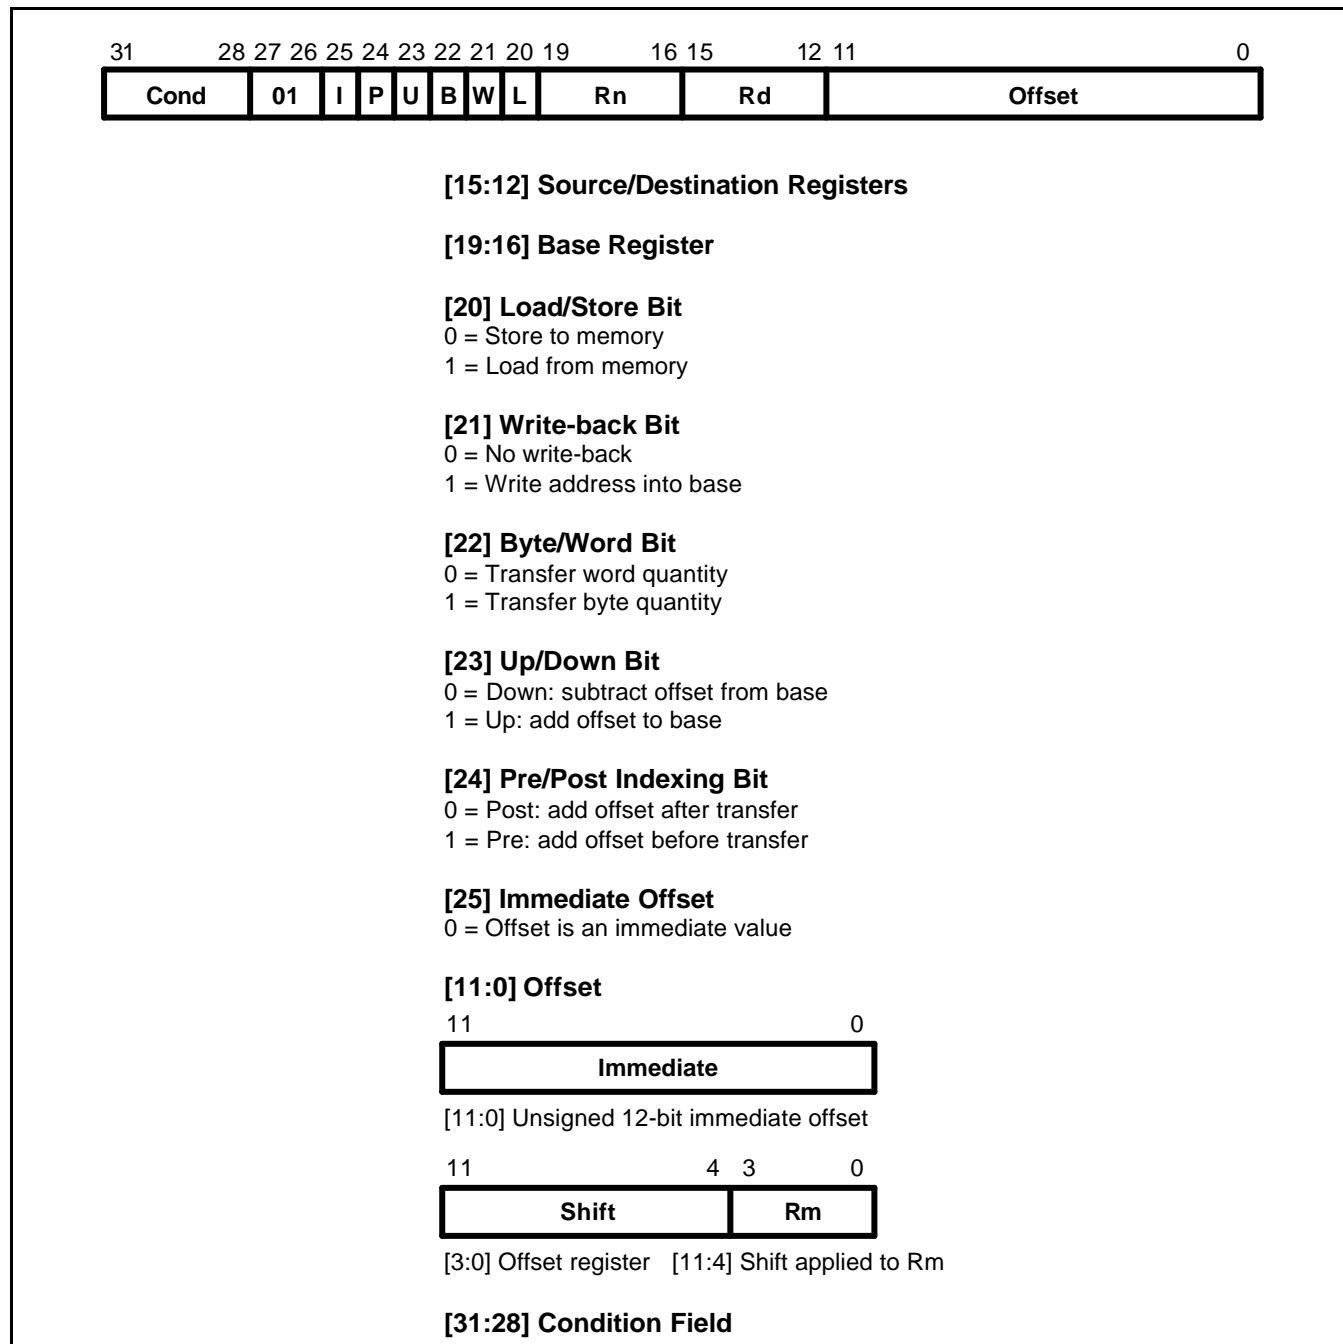 31 28 27 26 25 24 23 22 21 20 19 16 15 12 11 0
Cond 01 I P U B W L Rn Rd Offset
[15:12] Source/Destination Registers
[19:16] Base Register
[20] Load/Store Bit
0 = Store to memory
1 = Load from memory
[21] Write-back Bit
0 = No write-back
1 = Write address into base
[22] Byte/Word Bit
0 = Transfer word quantity
1 = Transfer byte quantity
[23] Up/Down Bit
0 = Down: subtract offset from base
1 = Up: add offset to base
[24] Pre/Post Indexing Bit
0 = Post: add offset after transfer
1 = Pre: add offset before transfer
[25] Immediate Offset
0 = Offset is an immediate value
[11:0] Offset
11 0
Immediate
[11:0] Unsigned 12-bit immediate offset
11 4 3 0
Shift Rm
[3:0] Offset register [11:4] Shift applied to Rm
[31:28] Condition Field